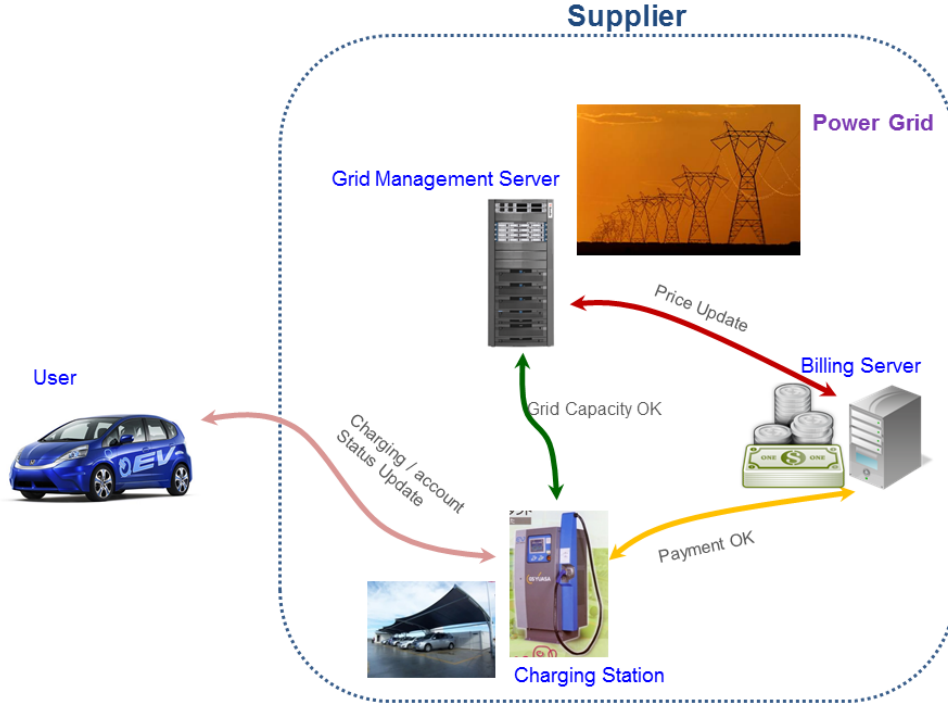 Supplier
Power Grid
Grid Management Server
Price Update
User
Billing Server
Grid Capacity OK
Charging / account
Status Update
EV
ONE
ONE
Payment OK
Charging Station